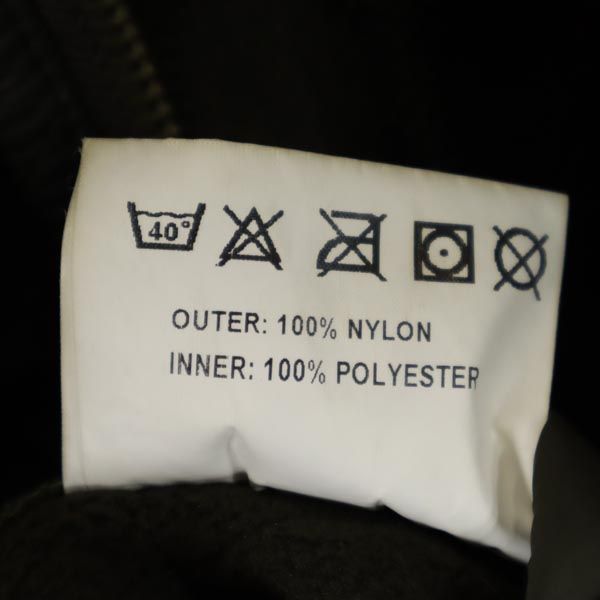 40°
OUTER: 100% NYLON
INNER: 100% POLYESTER